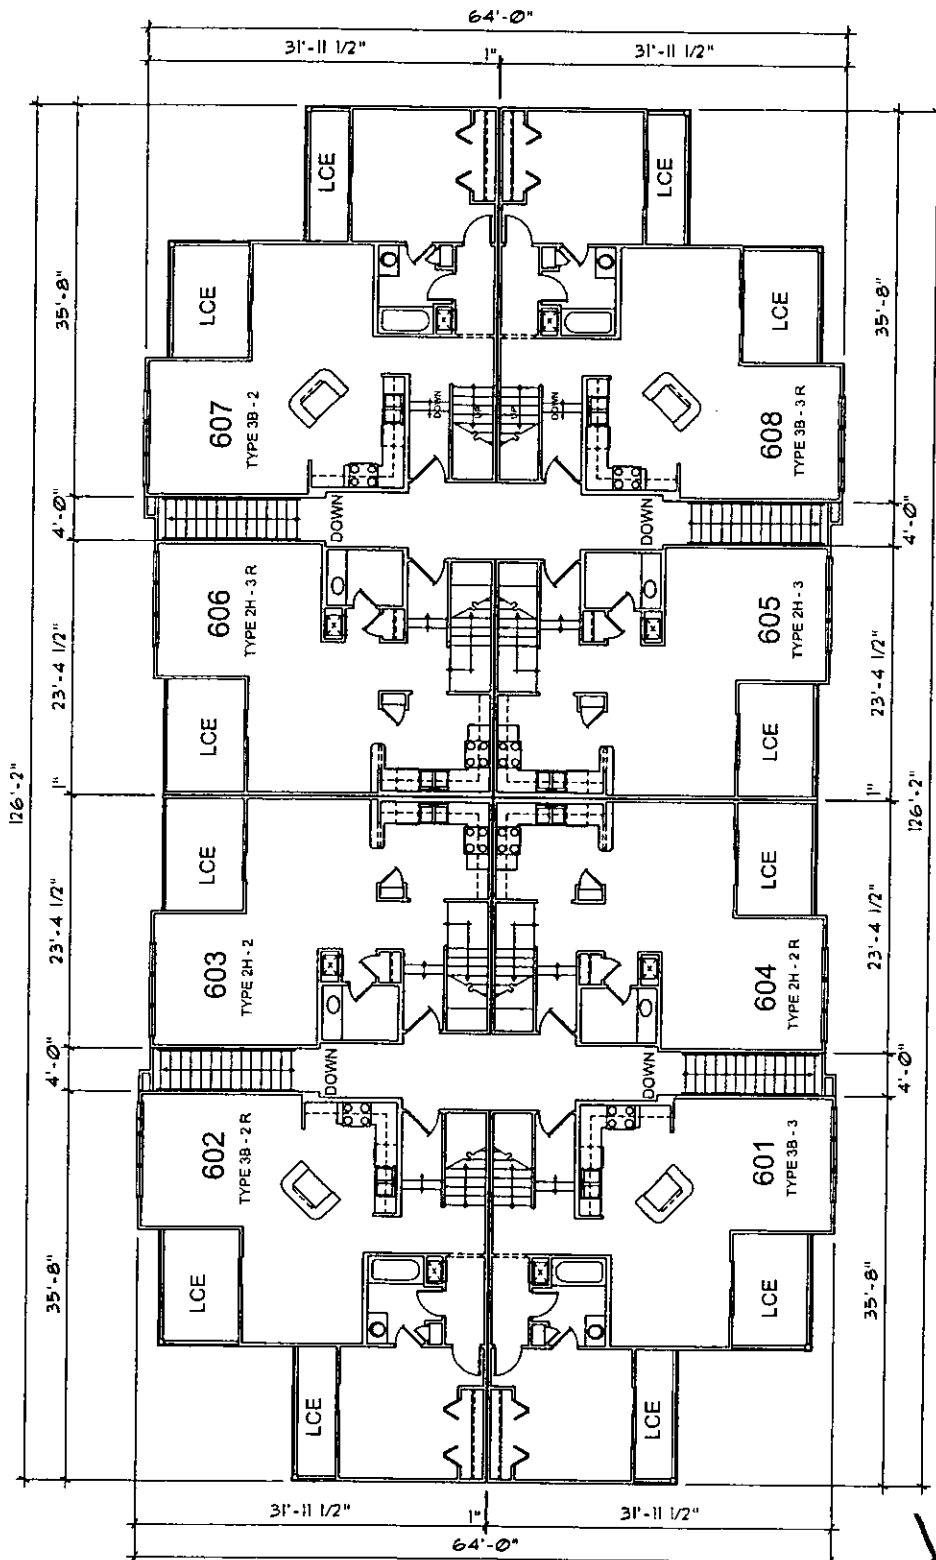 64'-0"
31'-11 1/2"
1"
31'-11 1/2"
LCE
LCE
35'-8"
LCE
LCE
35'-8"
607
TYPE 3B - 2
DOWN
UP
UP
DOWN
608
TYPE 3B - 3 R
4'-0"
DOWN
DOWN
4'-0"
606
TYPE 2H - 3 R
605
TYPE 2H - 3
23'-4 1/2"
23'-4 1/2"
LCE
LCE
126'-2"
1"
1"
126'-2"
LCE
LCE
23'-4 1/2"
23'-4 1/2"
603
TYPE 2H - 2
604
TYPE 2H - 2 R
4'-0"
DOWN
DOWN
4'-0"
602
TYPE 3B - 2 R
601
TYPE 3B - 3
35'-8"
LCE
LCE
35'-8"
LCE
LCE
31'-11 1/2"
1"
31'-11 1/2"
64'-0"